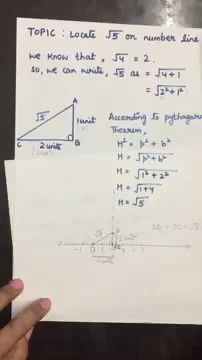 TOPIC: Locate √5 on number line
we know that, √4 = 2.
so, we can write, √5 as = √4+1
= √2²+1²
A
√5
1 unit
C
B
2 units
(base)
According to pythagoras
Theorem,
H² = p² + b²
H = √p²+b²
H = √1²+2²
H = √1+4
H = √5